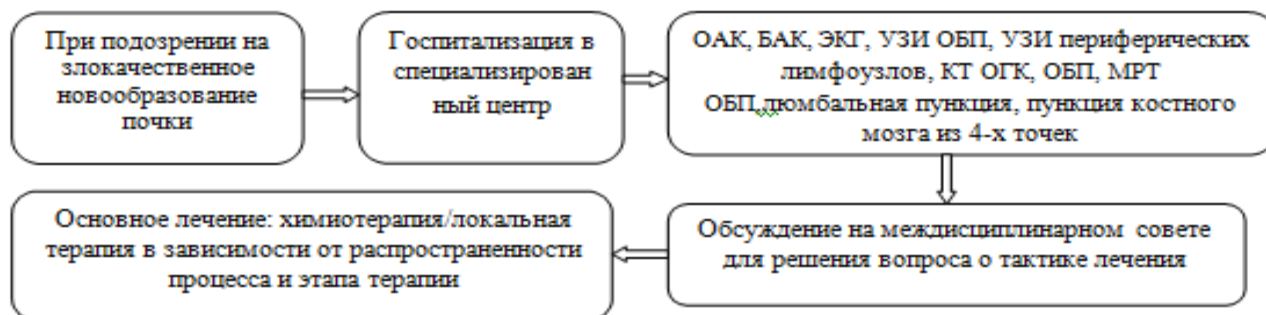 При подозрении на
злокачественное
новообразование
почки
Госпитализация в
специализирован
ный центр
ОАК, БАК, ЭКГ, УЗИ ОБП, УЗИ периферических
лимфоузлов, КТ ОГК, ОБП, МРТ
ОБП,люмбальная пункция, пункция костного
мозга из 4-х точек
Обсуждение на междисциплинарном совете
для решения вопроса о тактике лечения
Основное лечение: химиотерапия/локальная
терапия в зависимости от распространенности
процесса и этапа терапии